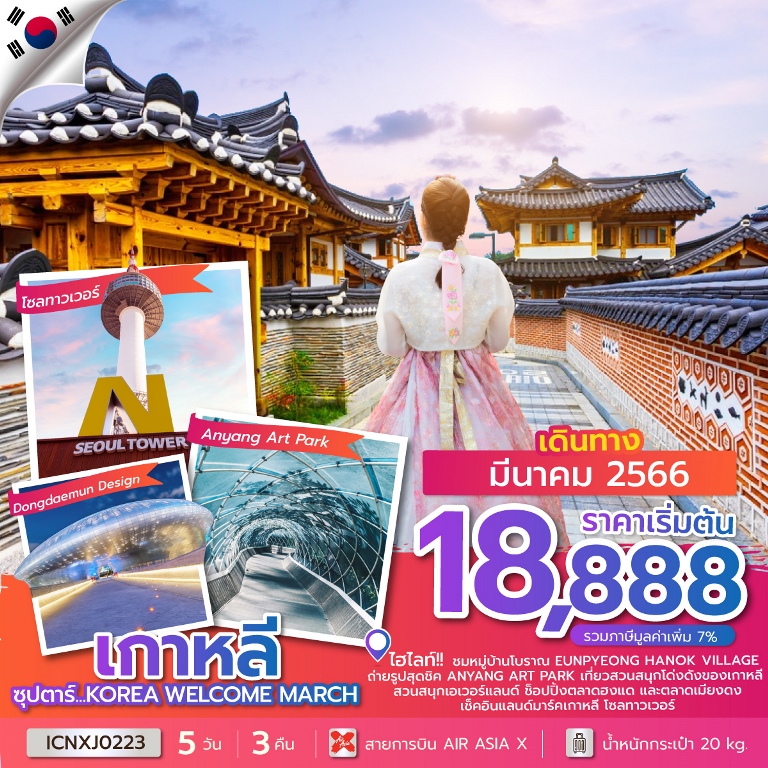 โซลทาวเวอร์
N
SEOUL TOWER
Anyang Art Park
Dongdaemun Design
เดินทาง
มีนาคม 2566
ราคาเริ่มต้น
18,888
รวมภาษีมูลค่าเพิ่ม 7%
เกาหลี
ซุปตาร์...KOREA WELCOME MARCH
ไฮไลท์!! ชมหมู่บ้านโบราณ EUNPYEONG HANOK VILLAGE
ถ่ายรูปสุดชิค ANYANG ART PARK เที่ยวสวนสนุกโด่งดังของเกาหลี
สวนสนุกเอเวอร์แลนด์ ช็อปปิ้งตลาดฮงแด และตลาดเมียงดง
เช็คอินแลนด์มาร์คเกาหลี โซลทาวเวอร์
ICNXJ0223 5 วัน 3 คืน สายการบิน AIR ASIA X น้ำหนักกระเป๋า 20 kg.